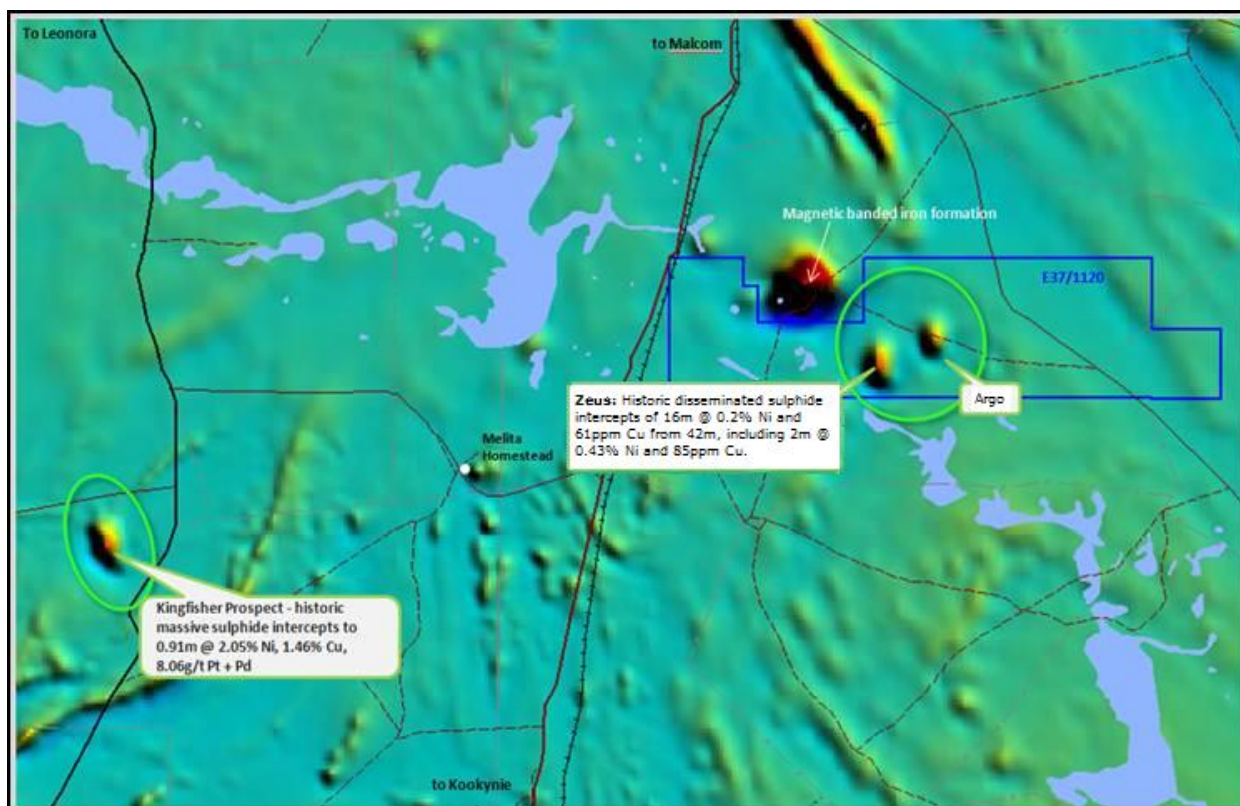 To Leonora
to Malcom
Magnetic banded iron formation
E37/1120
Zeus: Historic disseminated sulphide
intercepts of 16m @ 0.2% Ni and
61ppm Cu from 42m, including 2m @
0.43% Ni and 85ppm Cu.
Argo
Melita
Homestead
Kingfisher Prospect - historic
massive sulphide intercepts to
0.91m @ 2.05% Ni, 1.46% Cu,
8.06g/t Pt + Pd
to Kookynie